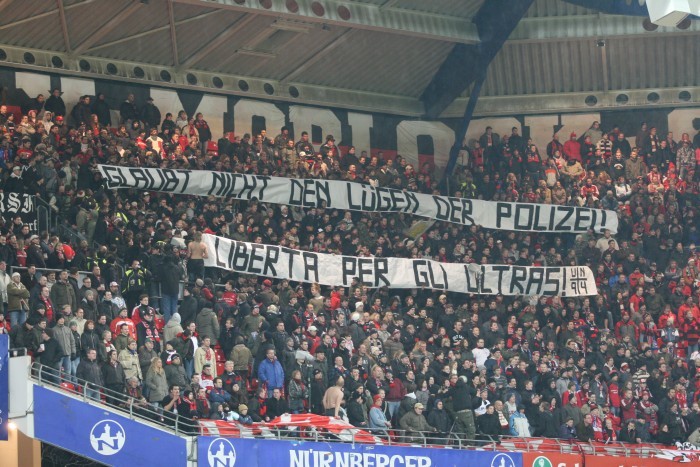 GLAUBT NICHT DEN LÜGEN DER POLIZEI!
LIBERTA PER GLI ULTRAS! UN 94
NÜRNBERGER